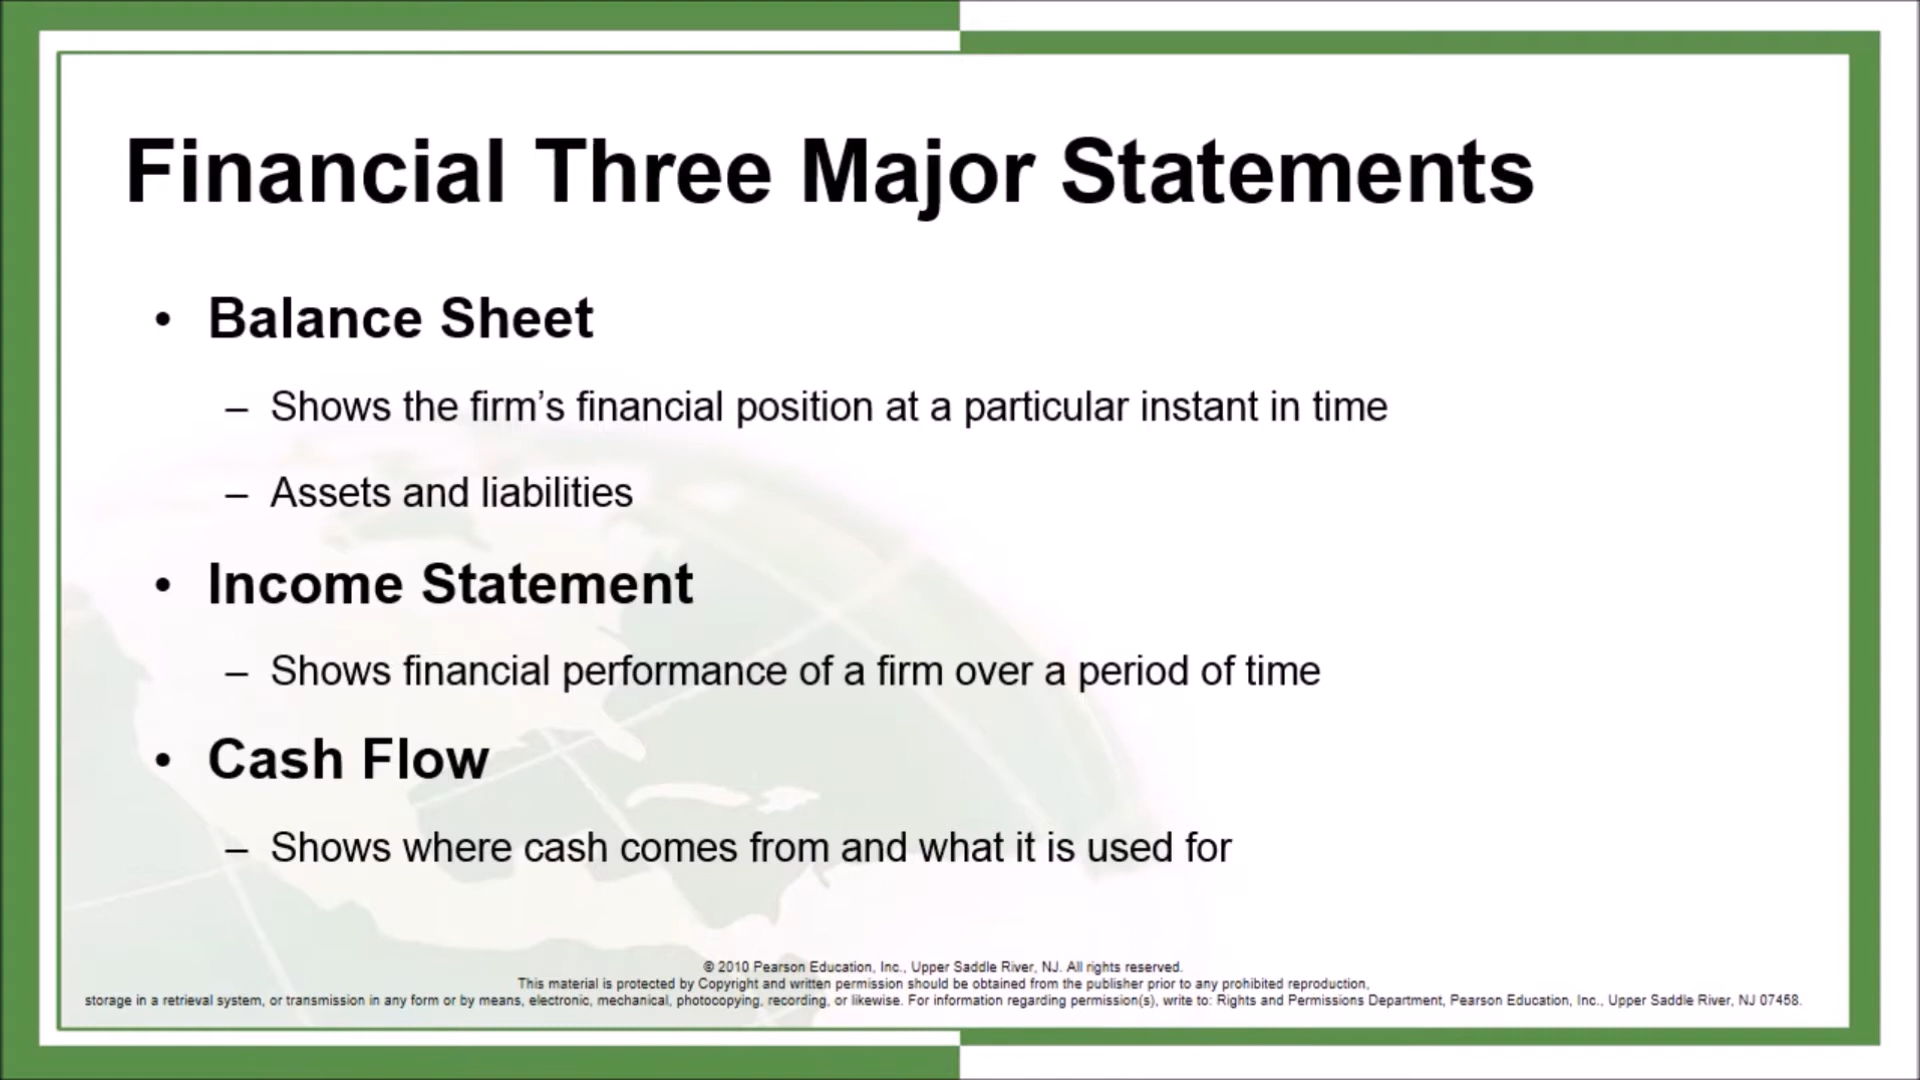 Financial Three Major Statements
• Balance Sheet
– Shows the firm’s financial position at a particular instant in time
– Assets and liabilities
• Income Statement
– Shows financial performance of a firm over a period of time
• Cash Flow
– Shows where cash comes from and what it is used for
© 2010 Pearson Education, Inc., Upper Saddle River, NJ. All rights reserved.
This material is protected by Copyright and written permission should be obtained from the publisher prior to any prohibited reproduction,
storage in a retrieval system, or transmission in any form or by means, electronic, mechanical, photocopying, recording, or likewise. For information regarding permission(s), write to: Rights and Permissions Department, Pearson Education, Inc., Upper Saddle River, NJ 07458.